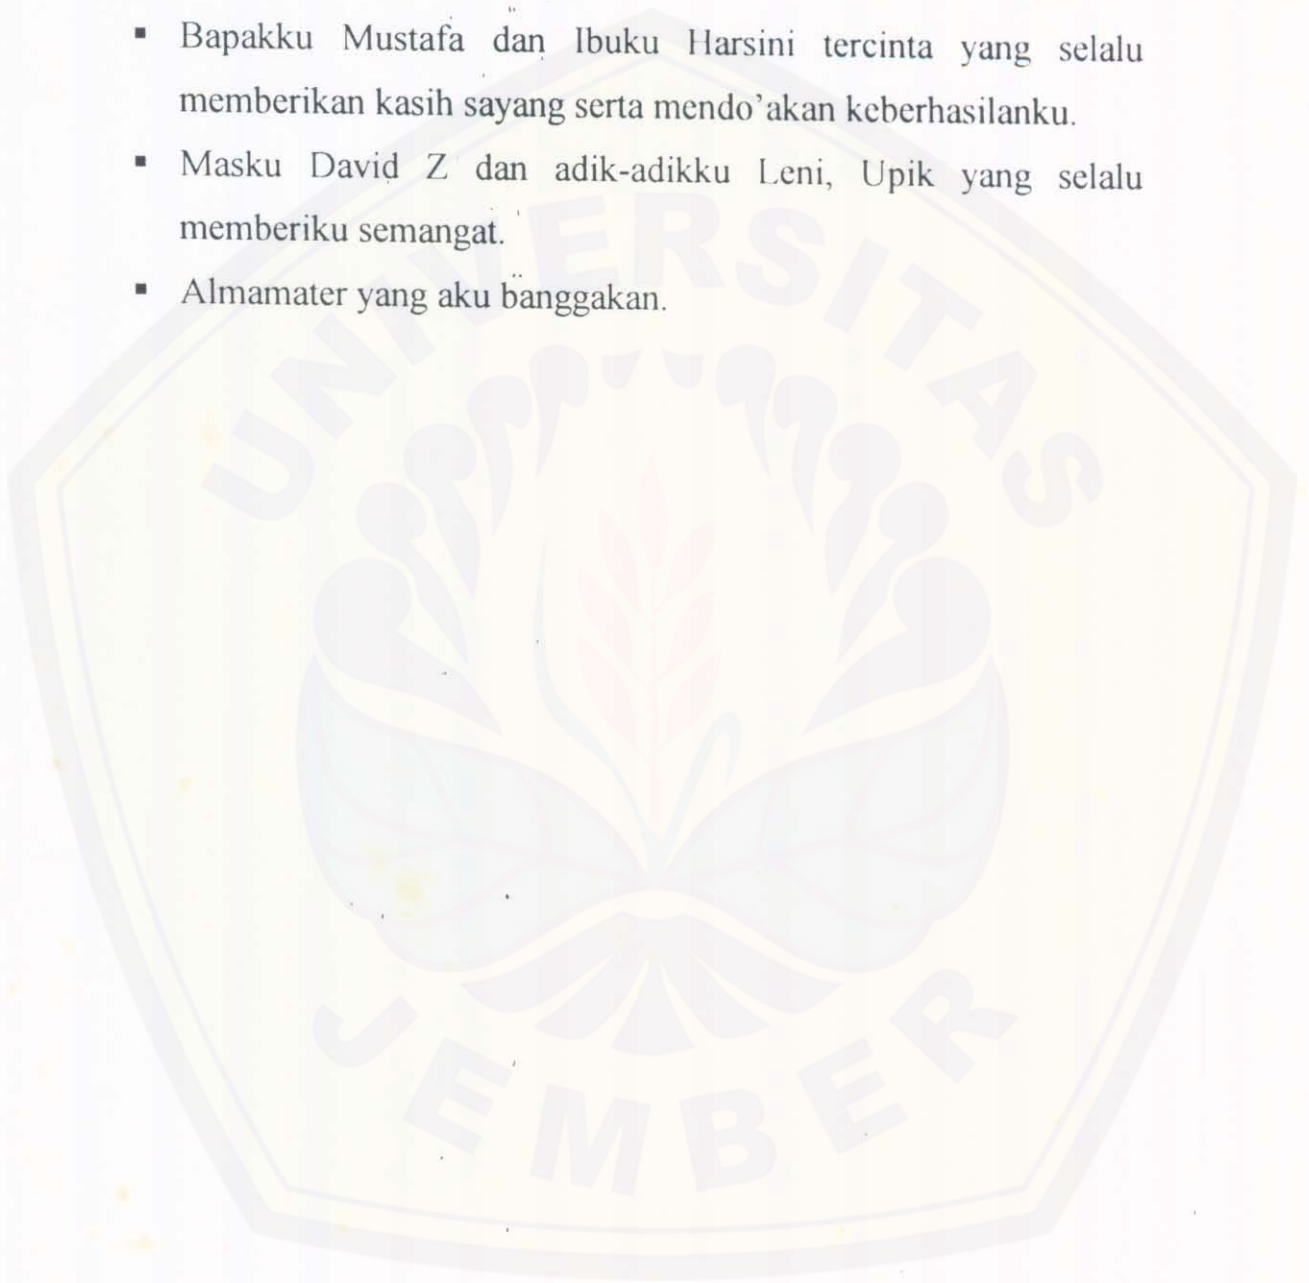 ▪ Bapakku Mustafa dan Ibuku Harsini tercinta yang selalu
memberikan kasih sayang serta mendo’akan keberhasilanku.
▪ Masku David Z dan adik-adikku Leni, Upik yang selalu
memberiku semangat.
▪ Almamater yang aku banggakan.
UNIVERSITAS
JEMBER